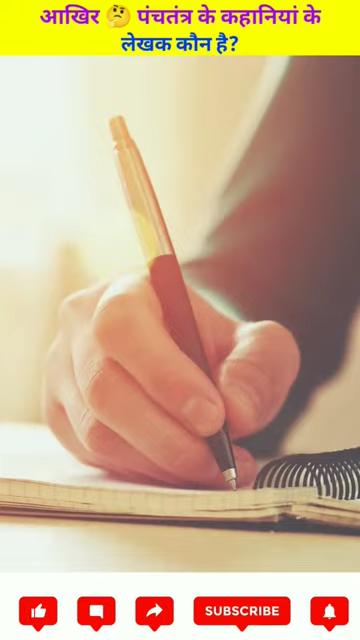 आखिर 🤔 पंचतंत्र के कहानियां के
लेखक कौन है?
SUBSCRIBE